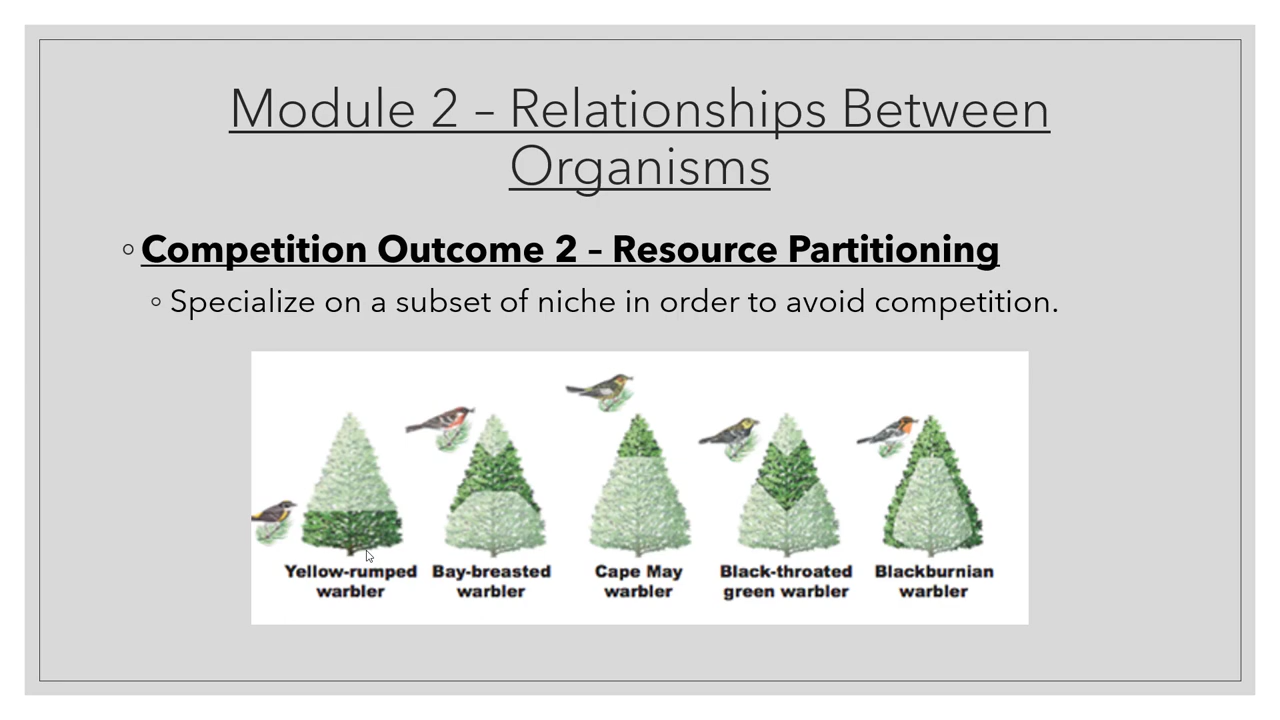 Module 2 – Relationships Between
Organisms
◦ Competition Outcome 2 – Resource Partitioning
◦ Specialize on a subset of niche in order to avoid competition.
Yellow-rumped warbler
Bay-breasted warbler
Cape May warbler
Black-throated green warbler
Blackburnian warbler